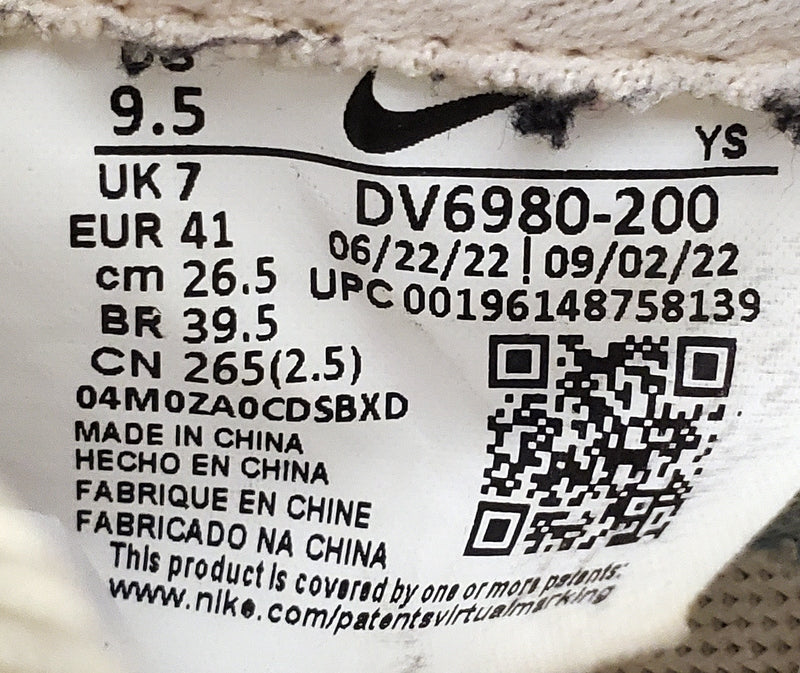 US
9.5
YS
UK 7
EUR 41
cm 26.5
BR 39.5
CN 265(2.5)
DV6980-200
06/22/22 | 09/02/22
UPC 00196148758139
04M0ZA0CDSBXD
MADE IN CHINA
HECHO EN CHINA
FABRIQUE EN CHINE
FABRICADO NA CHINA
This product is covered by one or more patents:
www.nike.com/patentsvirtualmarking